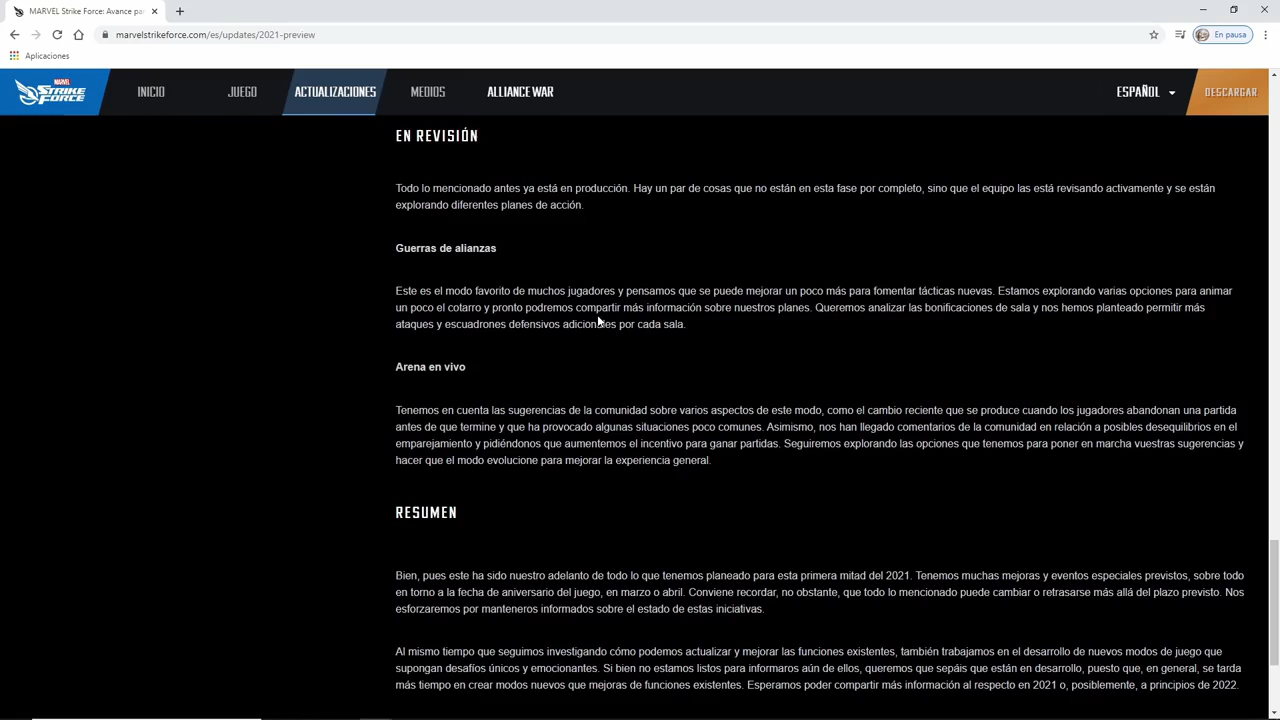 MARVEL Strike Force: Avance pa
marvelstrikeforce.com/es/updates/2021-preview
En pausa
Aplicaciones
MARVEL
STRIKE
FORCE
INICIO
JUEGO
ACTUALIZACIONES
MEDIOS
ALLIANCE WAR
ESPAÑOL
DESCARGAR
EN REVISIÓN
Todo lo mencionado antes ya está en producción. Hay un par de cosas que no están en esta fase por completo, sino que el equipo las está revisando activamente y se están
explorando diferentes planes de acción.
Guerras de alianzas
Este es el modo favorito de muchos jugadores y pensamos que se puede mejorar un poco más para fomentar tácticas nuevas. Estamos explorando varias opciones para animar
un poco el cotarro y pronto podremos compartir más información sobre nuestros planes. Queremos analizar las bonificaciones de sala y nos hemos planteado permitir más
ataques y escuadrones defensivos adicionales por cada sala.
Arena en vivo
Tenemos en cuenta las sugerencias de la comunidad sobre varios aspectos de este modo, como el cambio reciente que se produce cuando los jugadores abandonan una partida
antes de que termine y que ha provocado algunas situaciones poco comunes. Asimismo, nos han llegado comentarios de la comunidad en relación a posibles desequilibrios en el
emparejamiento y pidiéndonos que aumentemos el incentivo para ganar partidas. Seguiremos explorando las opciones que tenemos para poner en marcha vuestras sugerencias y
hacer que el modo evolucione para mejorar la experiencia general.
RESUMEN
Bien, pues este ha sido nuestro adelanto de todo lo que tenemos planeado para esta primera mitad del 2021. Tenemos muchas mejoras y eventos especiales previstos, sobre todo
en torno a la fecha de aniversario del juego, en marzo o abril. Conviene recordar, no obstante, que todo lo mencionado puede cambiar o retrasarse más allá del plazo previsto. Nos
esforzaremos por manteneros informados sobre el estado de estas iniciativas.
Al mismo tiempo que seguimos investigando cómo podemos actualizar y mejorar las funciones existentes, también trabajamos en el desarrollo de nuevos modos de juego que
supongan desafíos únicos y emocionantes. Si bien no estamos listos para informaros aún de ellos, queremos que sepáis que están en desarrollo, puesto que, en general, se tarda
más tiempo en crear modos nuevos que mejoras de funciones existentes. Esperamos poder compartir más información al respecto en 2021 o, posiblemente, a principios de 2022.